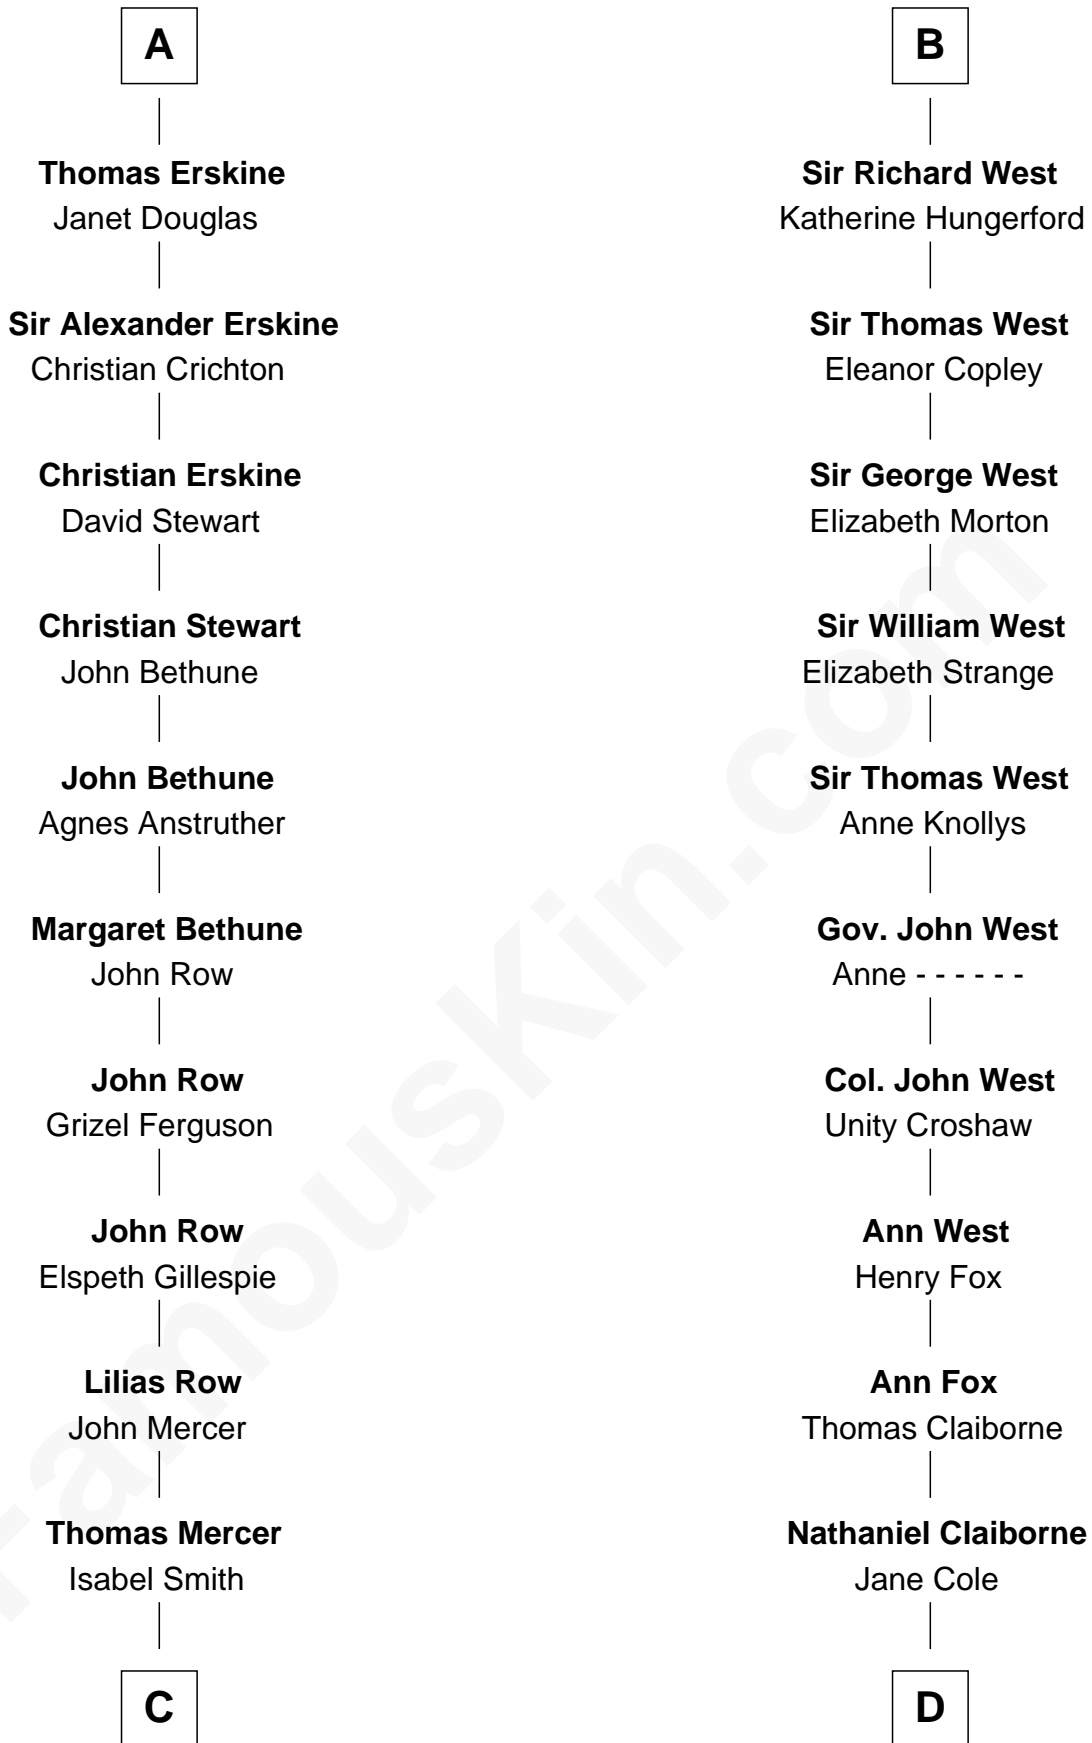 A
Thomas Erskine
Janet Douglas
Sir Alexander Erskine
Christian Crichton
Christian Erskine
David Stewart
Christian Stewart
John Bethune
John Bethune
Agnes Anstruther
Margaret Bethune
John Row
John Row
Grizel Ferguson
John Row
Elspeth Gillespie
Lilias Row
John Mercer
Thomas Mercer
Isabel Smith
C
B
Sir Richard West
Katherine Hungerford
Sir Thomas West
Eleanor Copley
Sir George West
Elizabeth Morton
Sir William West
Elizabeth Strange
Sir Thomas West
Anne Knollys
Gov. John West
Anne - - - - - -
Col. John West
Unity Croshaw
Ann West
Henry Fox
Ann Fox
Thomas Claiborne
Nathaniel Claiborne
Jane Cole
D
FamousKin.com